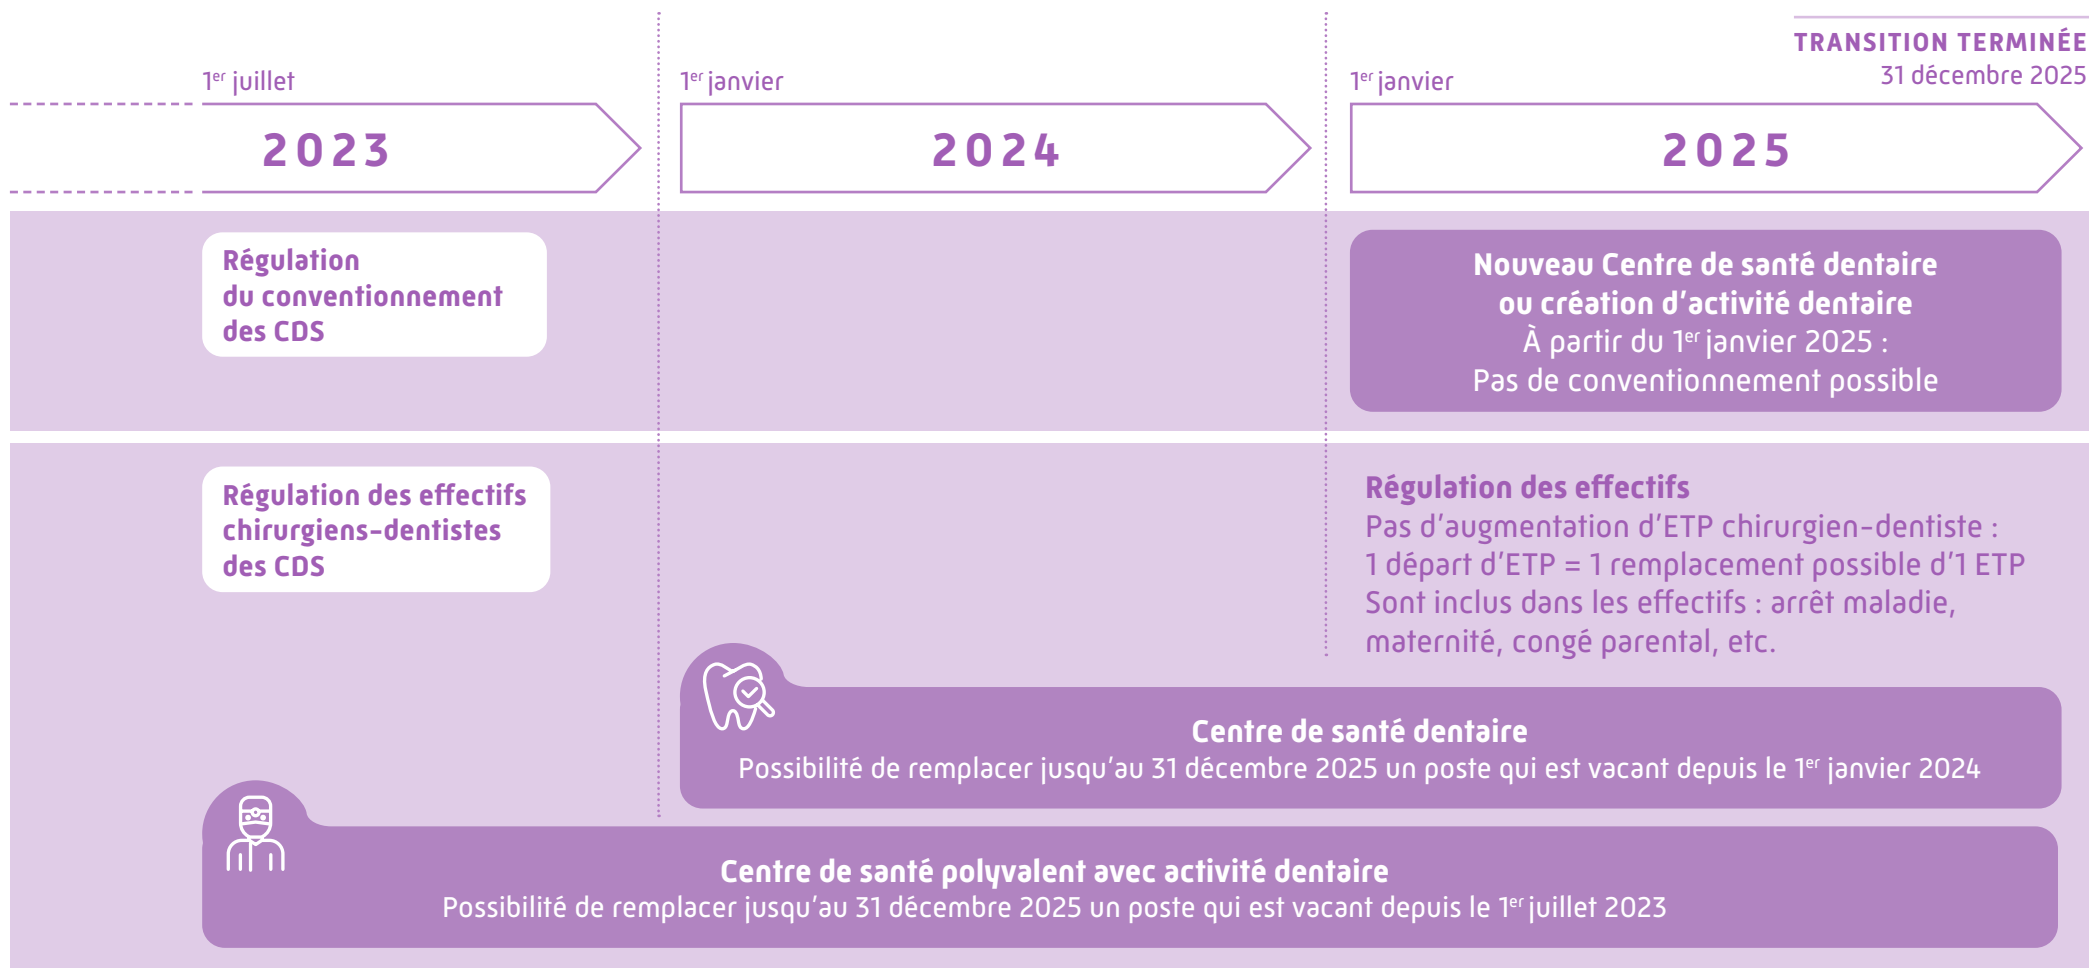 TRANSITION TERMINÉE
31 décembre 2025
1er juillet
1er janvier
1er janvier
2023
2024
2025
Régulation
du conventionnement
des CDS
Nouveau Centre de santé dentaire
ou création d’activité dentaire
À partir du 1er janvier 2025 :
Pas de conventionnement possible
Régulation des effectifs
chirurgiens-dentistes
des CDS
Régulation des effectifs
Pas d’augmentation d’ETP chirurgien-dentiste :
1 départ d’ETP = 1 remplacement possible d’1 ETP
Sont inclus dans les effectifs : arrêt maladie,
maternité, congé parental, etc.
Centre de santé dentaire
Possibilité de remplacer jusqu’au 31 décembre 2025 un poste qui est vacant depuis le 1er janvier 2024
Centre de santé polyvalent avec activité dentaire
Possibilité de remplacer jusqu’au 31 décembre 2025 un poste qui est vacant depuis le 1er juillet 2023